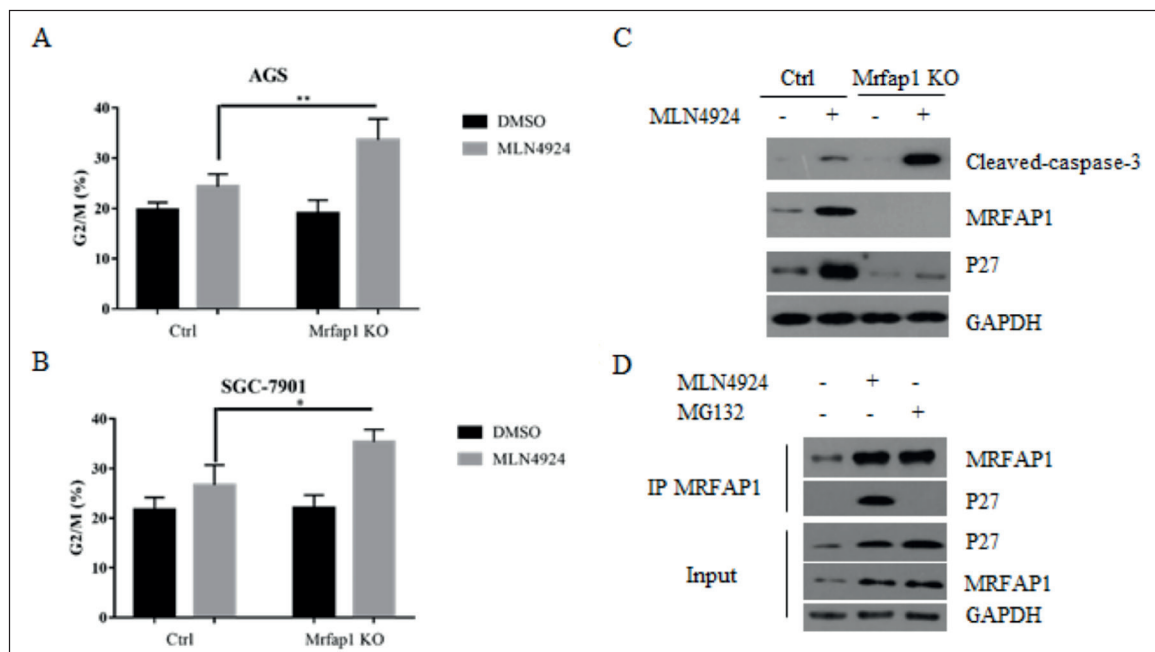 A
AGS
**
40
30
20
10
0
G2/M (%)
Ctrl
Mrfap1 KO
DMSO
MLN4924
B
SGC-7901
*
40
30
20
10
0
G2/M (%)
Ctrl
Mrfap1 KO
DMSO
MLN4924
C
Ctrl Mrfap1 KO
MLN4924 - + - +
Cleaved-caspase-3
MRFAP1
P27
GAPDH
D
MLN4924 - + -
MG132 - - +
IP MRFAP1
MRFAP1
P27
Input
P27
MRFAP1
GAPDH